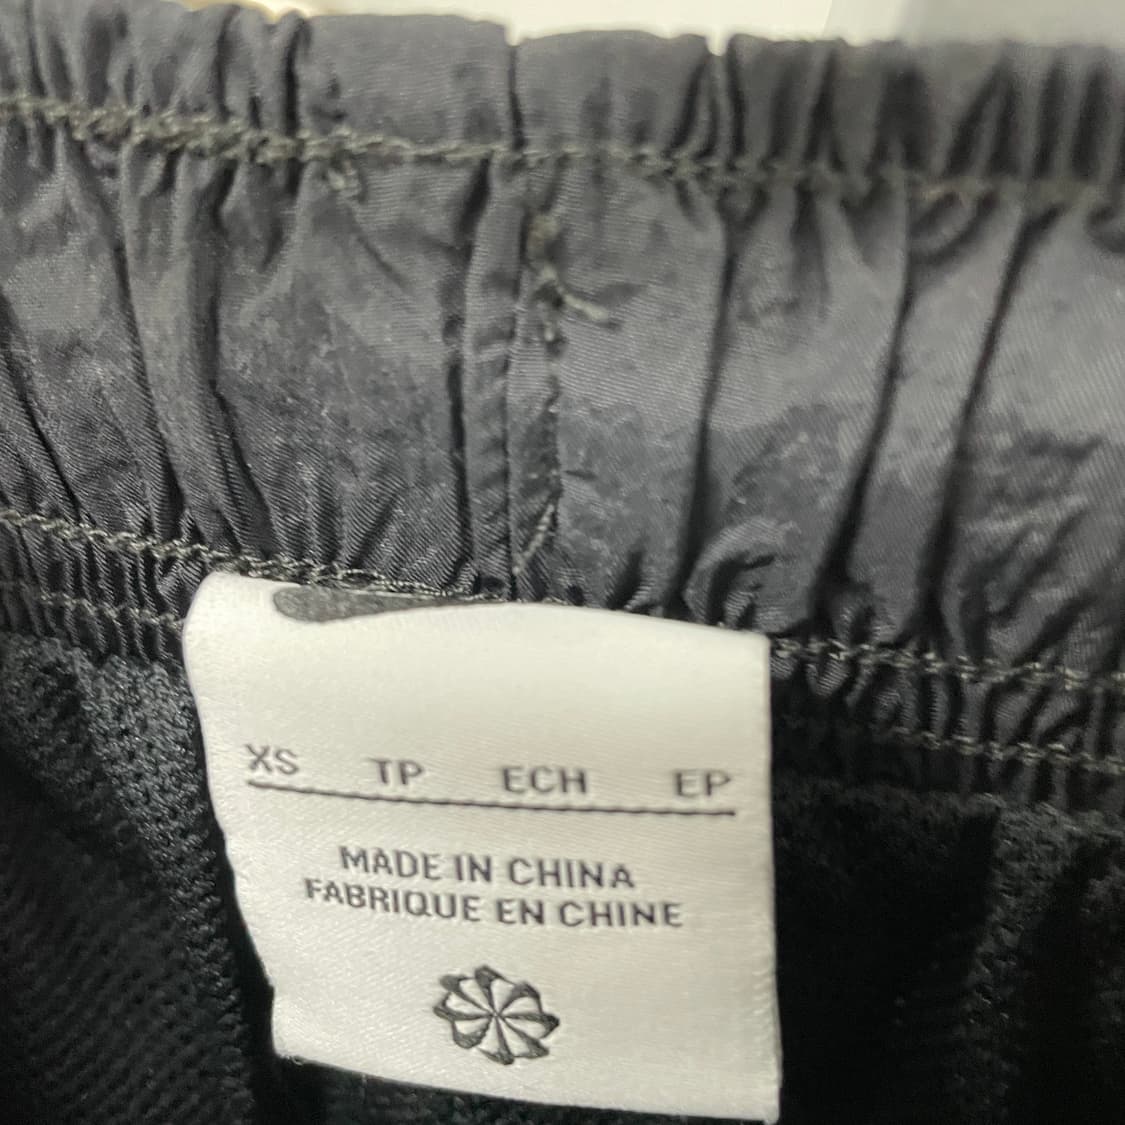 XS TP ECH EP
MADE IN CHINA
FABRIQUE EN CHINE